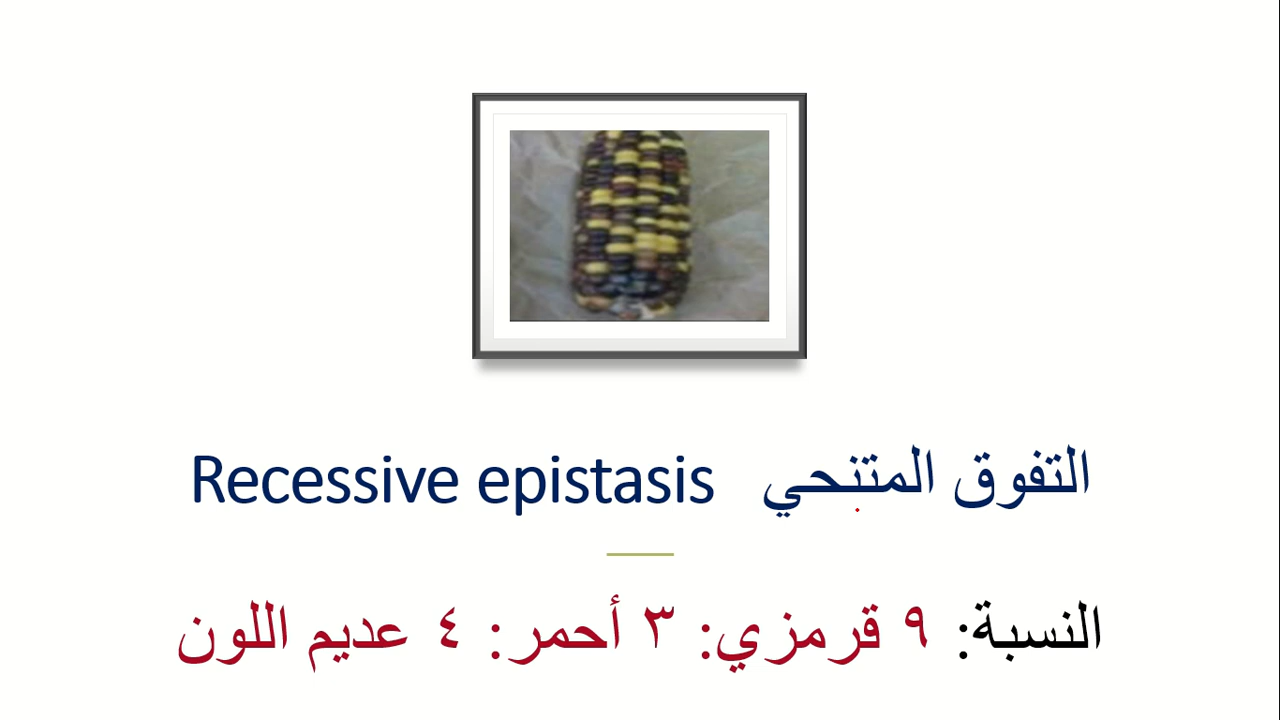 التفوق المتنحي Recessive epistasis
النسبة: ٩ قرمزي: ٣ أحمر: ٤ عديم اللون